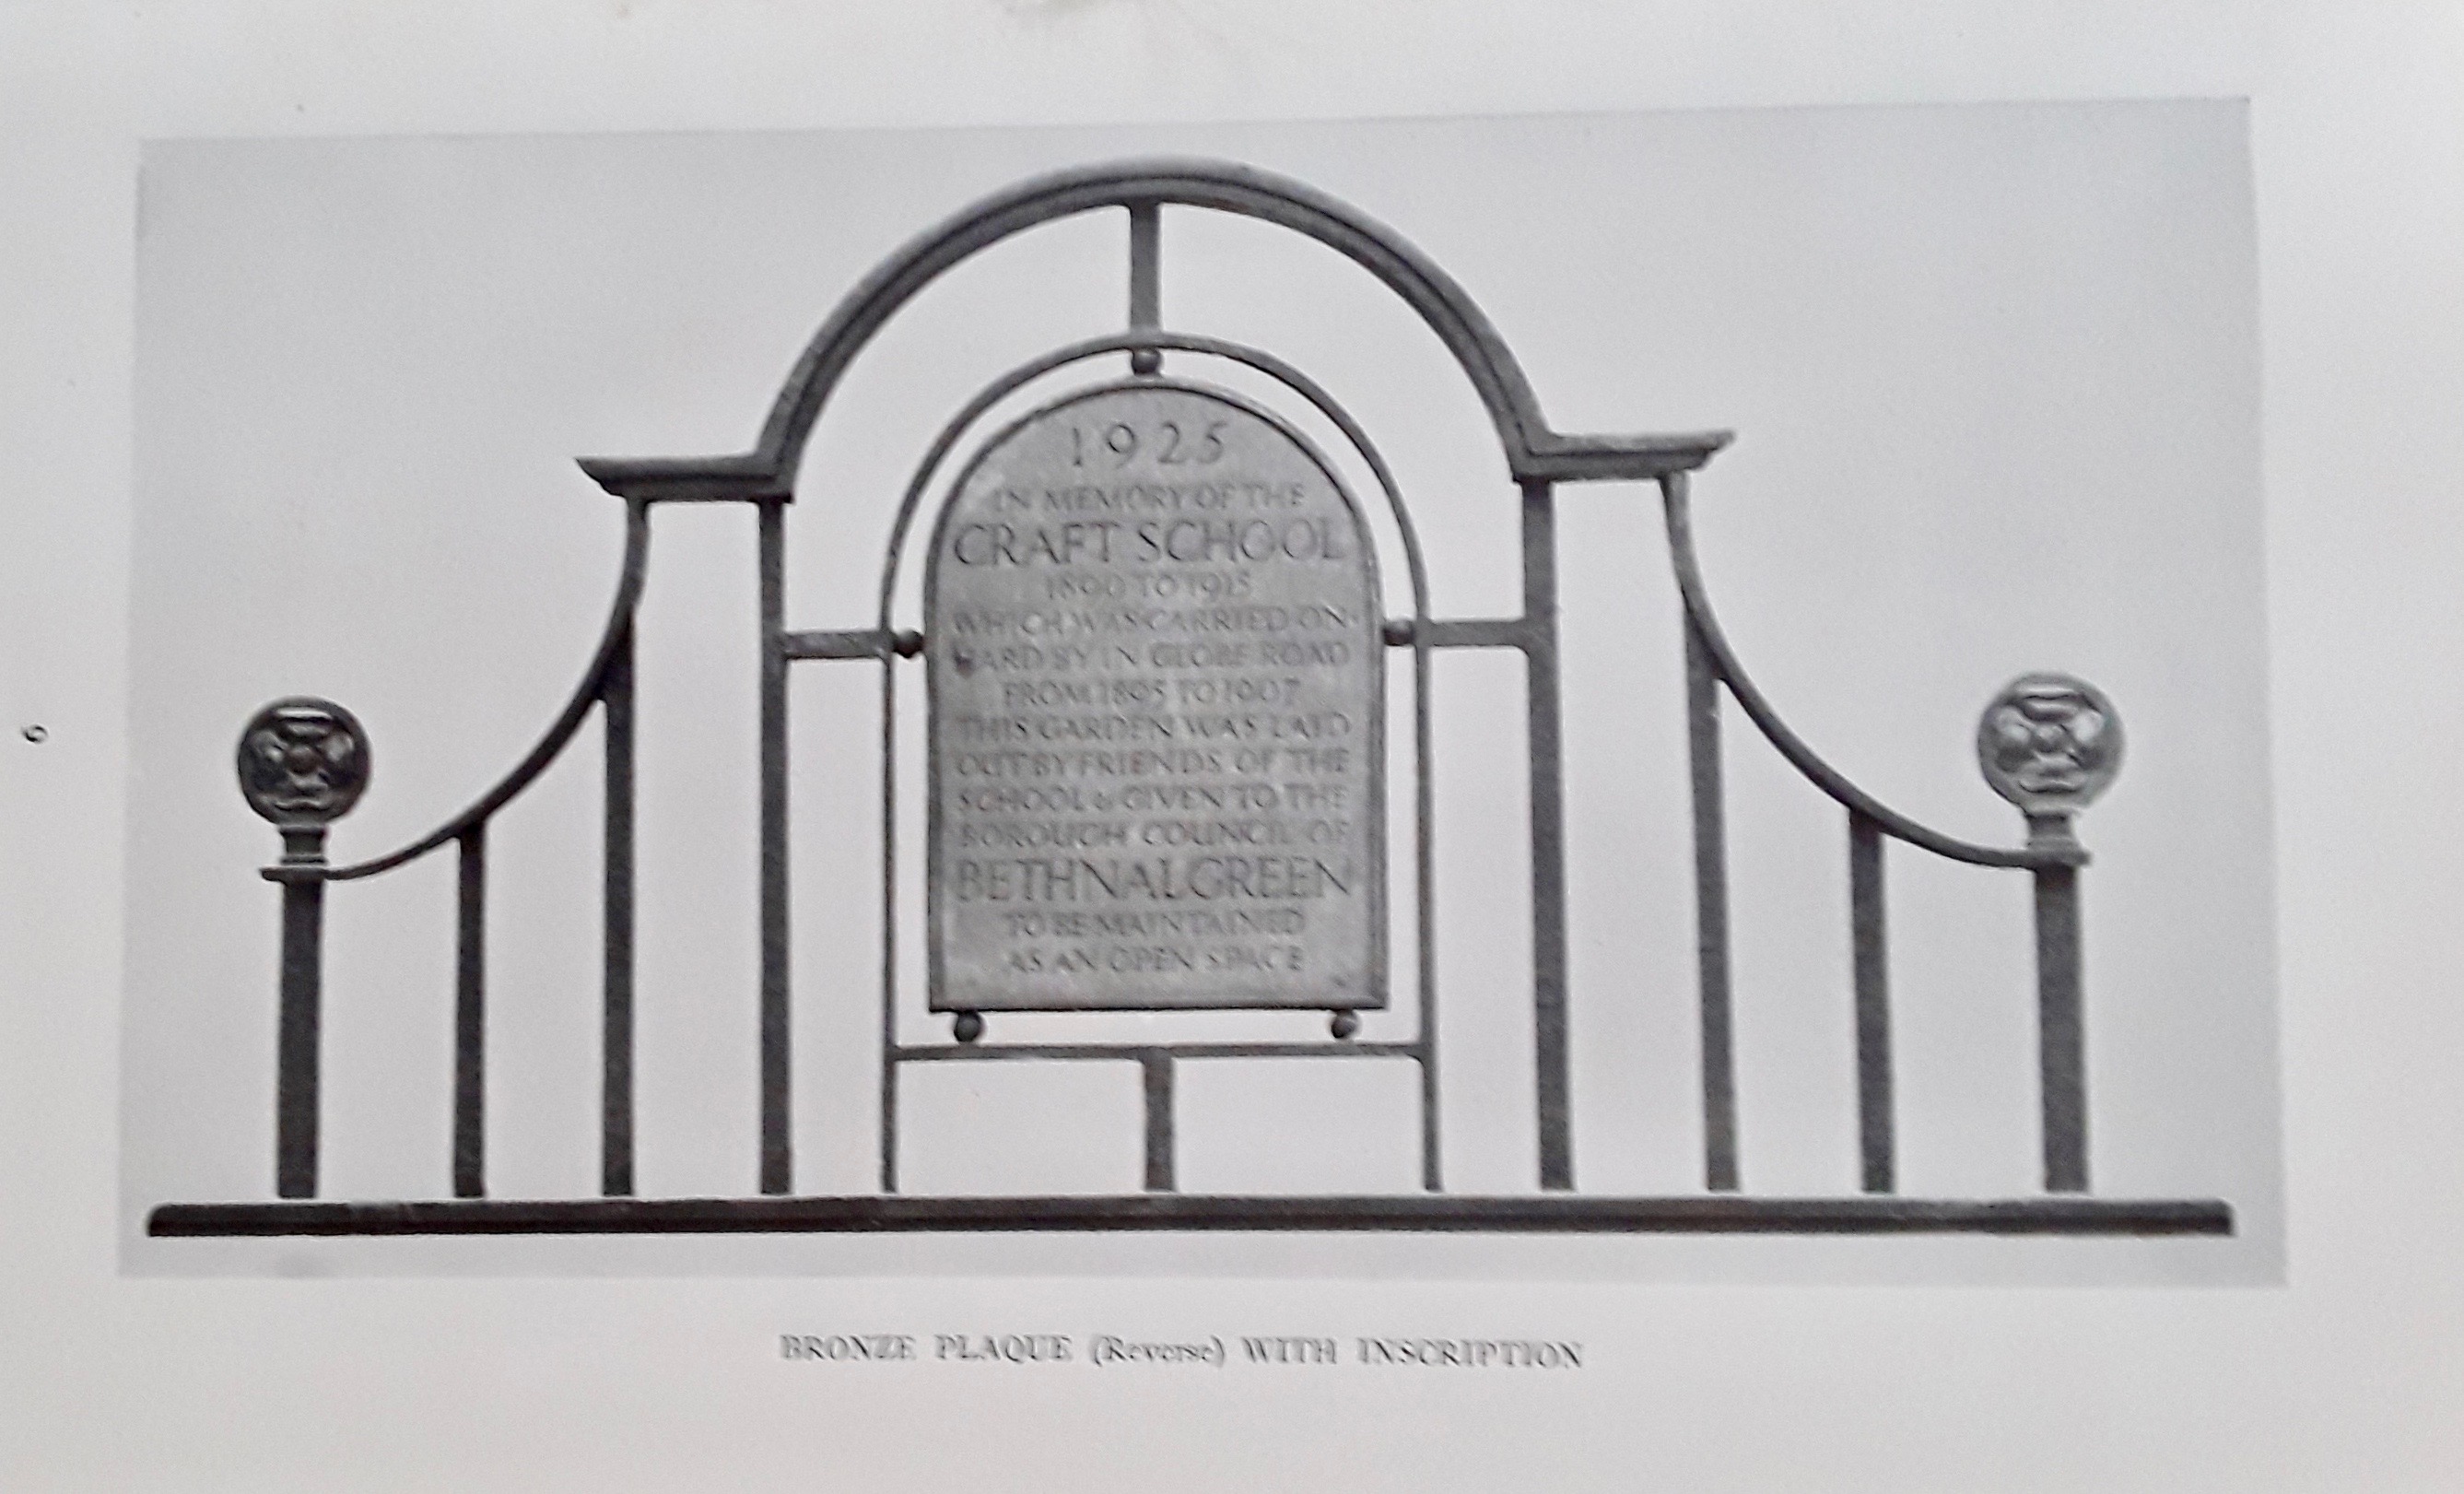 1925
IN MEMORY OF THE
CRAFT SCHOOL
1890 TO 1915
WHICH WAS CARRIED ON
HARD BY IN GLOBE ROAD
FROM 1895 TO 1907
THIS GARDEN WAS LAID
OUT BY FRIENDS OF THE
SCHOOL & GIVEN TO THE
BOROUGH COUNCIL OF
BETHNAL GREEN
TO BE MAINTAINED
AS AN OPEN SPACE
BRONZE PLAQUE (Reverse) WITH INSCRIPTION